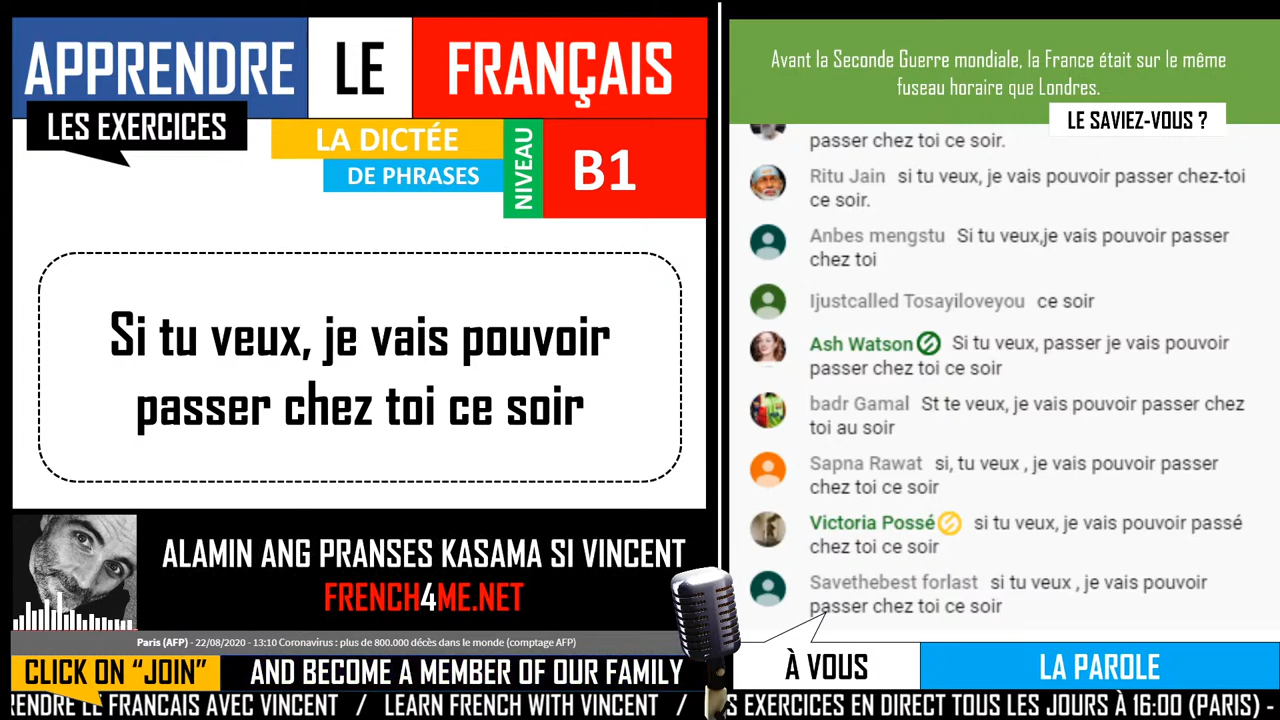 APPRENDRE LE FRANÇAIS
LES EXERCICES
LA DICTÉE
DE PHRASES
NIVEAU
B1
Si tu veux, je vais pouvoir
passer chez toi ce soir
ALAMIN ANG PRANSES KASAMA SI VINCENT
FRENCH4ME.NET
Paris (AFP) - 22/08/2020 - 13:10 Coronavirus : plus de 800.000 décès dans le monde (comptage AFP)
CLICK ON “JOIN” AND BECOME A MEMBER OF OUR FAMILY
Avant la Seconde Guerre mondiale, la France était sur le même
fuseau horaire que Londres.
LE SAVIEZ-VOUS ?
passer chez toi ce soir.
Ritu Jain si tu veux, je vais pouvoir passer chez-toi
ce soir.
Anbes mengstu Si tu veux,je vais pouvoir passer
chez toi
Ijustcalled Tosayiloveyou ce soir
Ash Watson Si tu veux, passer je vais pouvoir
passer chez toi ce soir
badr Gamal St te veux, je vais pouvoir passer chez
toi au soir
Sapna Rawat si, tu veux , je vais pouvoir passer
chez toi ce soir
Victoria Possé si tu veux, je vais pouvoir passé
chez toi ce soir
Savethebest forlast si tu veux , je vais pouvoir
passer chez toi ce soir
À VOUS LA PAROLE
RENDRE LE FRANCAIS AVEC VINCENT / LEARN FRENCH WITH VINCENT / S EXERCICES EN DIRECT TOUS LES JOURS À 16:00 (PARIS) -